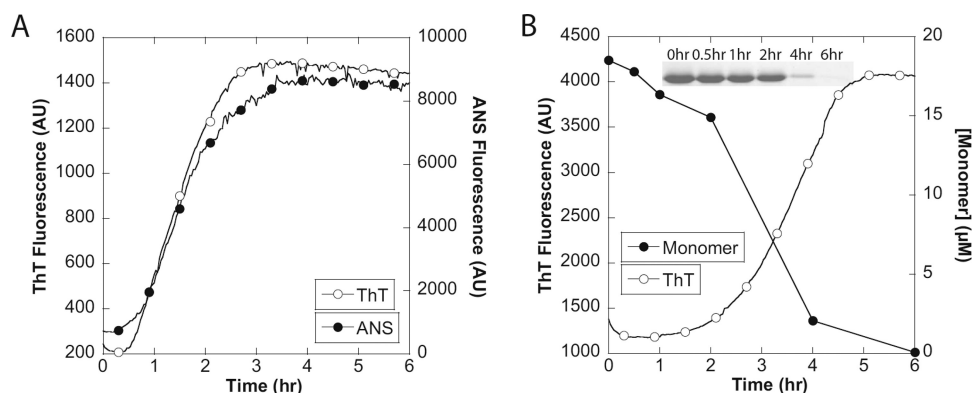 A
ThT Fluorescence (AU)
1600
1400
1200
1000
800
600
400
200
10000
8000
6000
4000
2000
0
ANS Fluorescence
(AU)
ThT
ANS
0 1 2 3 4 5 6
Time (hr)
B
ThT Fluorescence (AU)
4500
4000
3500
3000
2500
2000
1500
1000
0hr 0.5hr 1hr 2hr 4hr 6hr
20
15
10
5
0
[Monomer]
(μM)
Monomer
ThT
0 1 2 3 4 5 6
Time (hr)